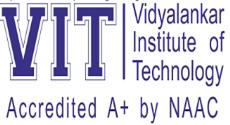 VIT
Vidyalankar
Institute of
Technology
Accredited A+ by NAAC